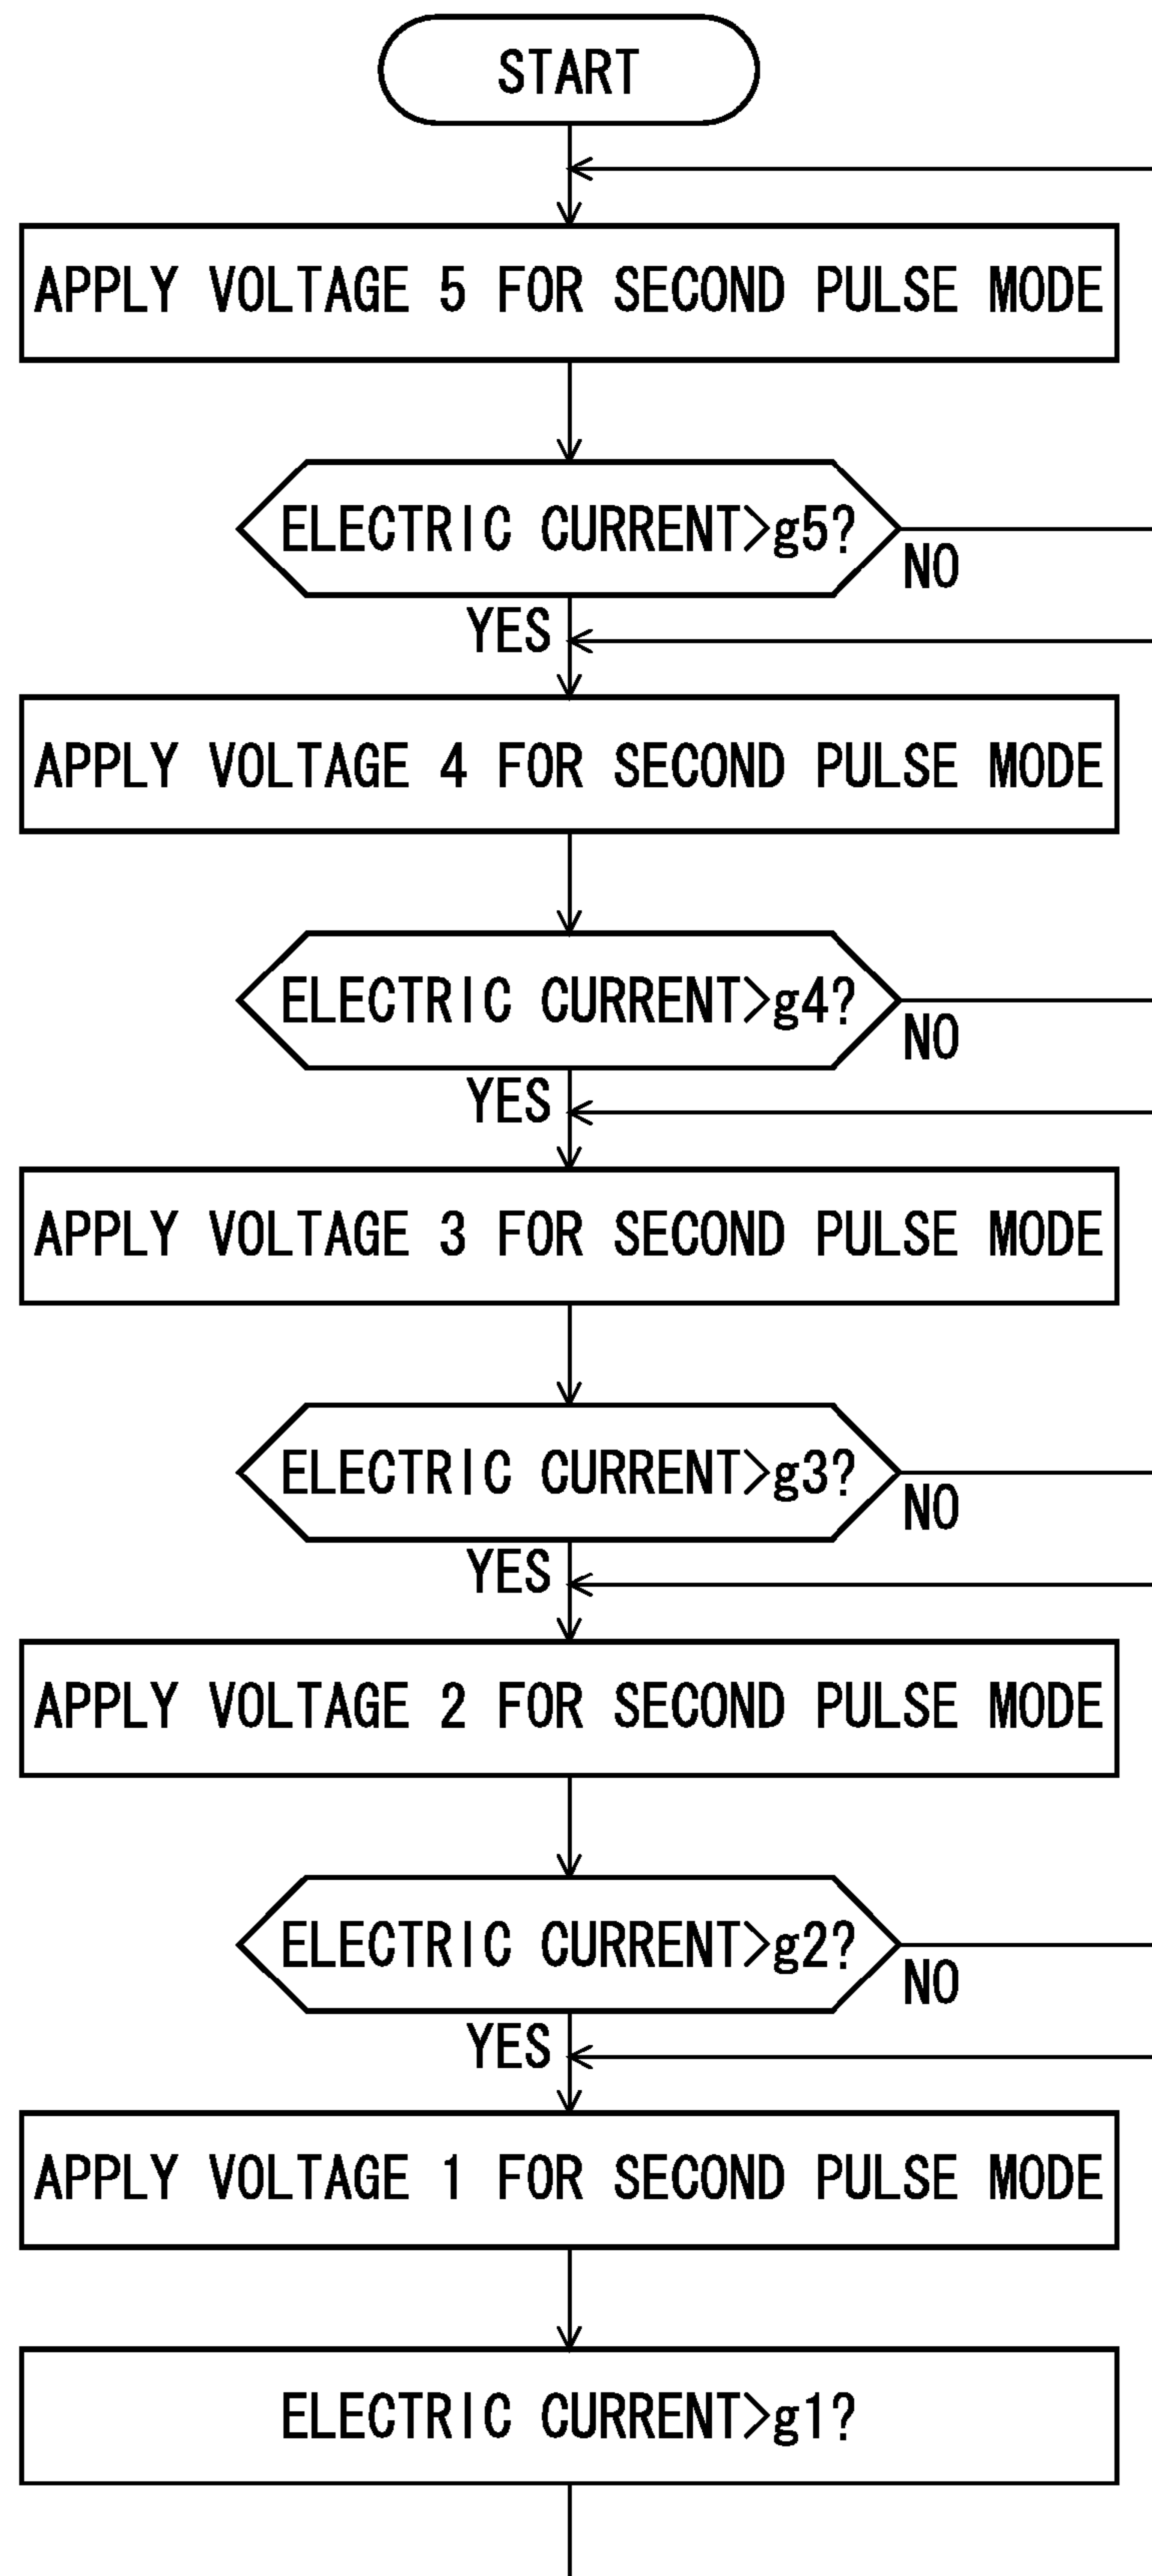 START
APPLY VOLTAGE 5 FOR SECOND PULSE MODE
ELECTRIC CURRENT>g5?
NO
YES
APPLY VOLTAGE 4 FOR SECOND PULSE MODE
ELECTRIC CURRENT>g4?
NO
YES
APPLY VOLTAGE 3 FOR SECOND PULSE MODE
ELECTRIC CURRENT>g3?
NO
YES
APPLY VOLTAGE 2 FOR SECOND PULSE MODE
ELECTRIC CURRENT>g2?
NO
YES
APPLY VOLTAGE 1 FOR SECOND PULSE MODE
ELECTRIC CURRENT>g1?